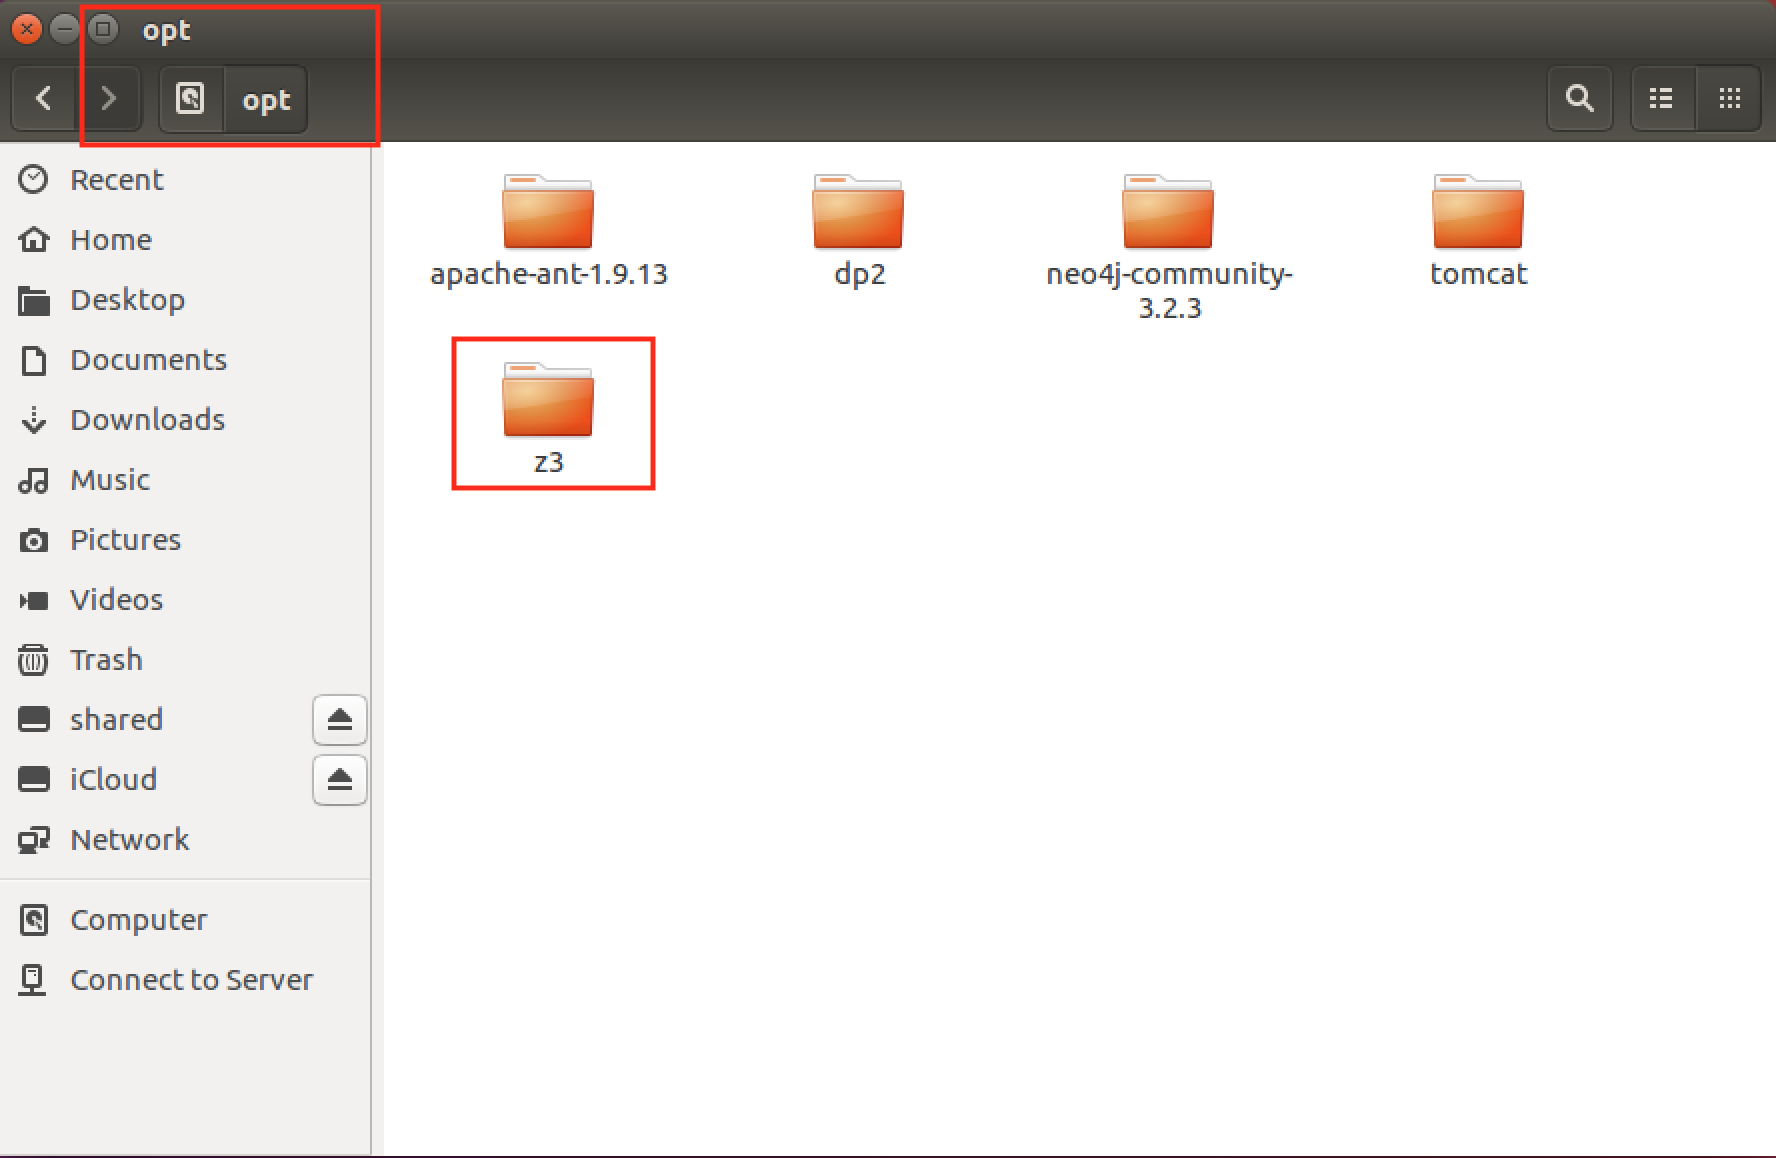 opt
opt
Recent
Home
Desktop
Documents
Downloads
Music
Pictures
Videos
Trash
shared
iCloud
Network
Computer
Connect to Server
apache-ant-1.9.13
dp2
neo4j-community-
3.2.3
tomcat
z3